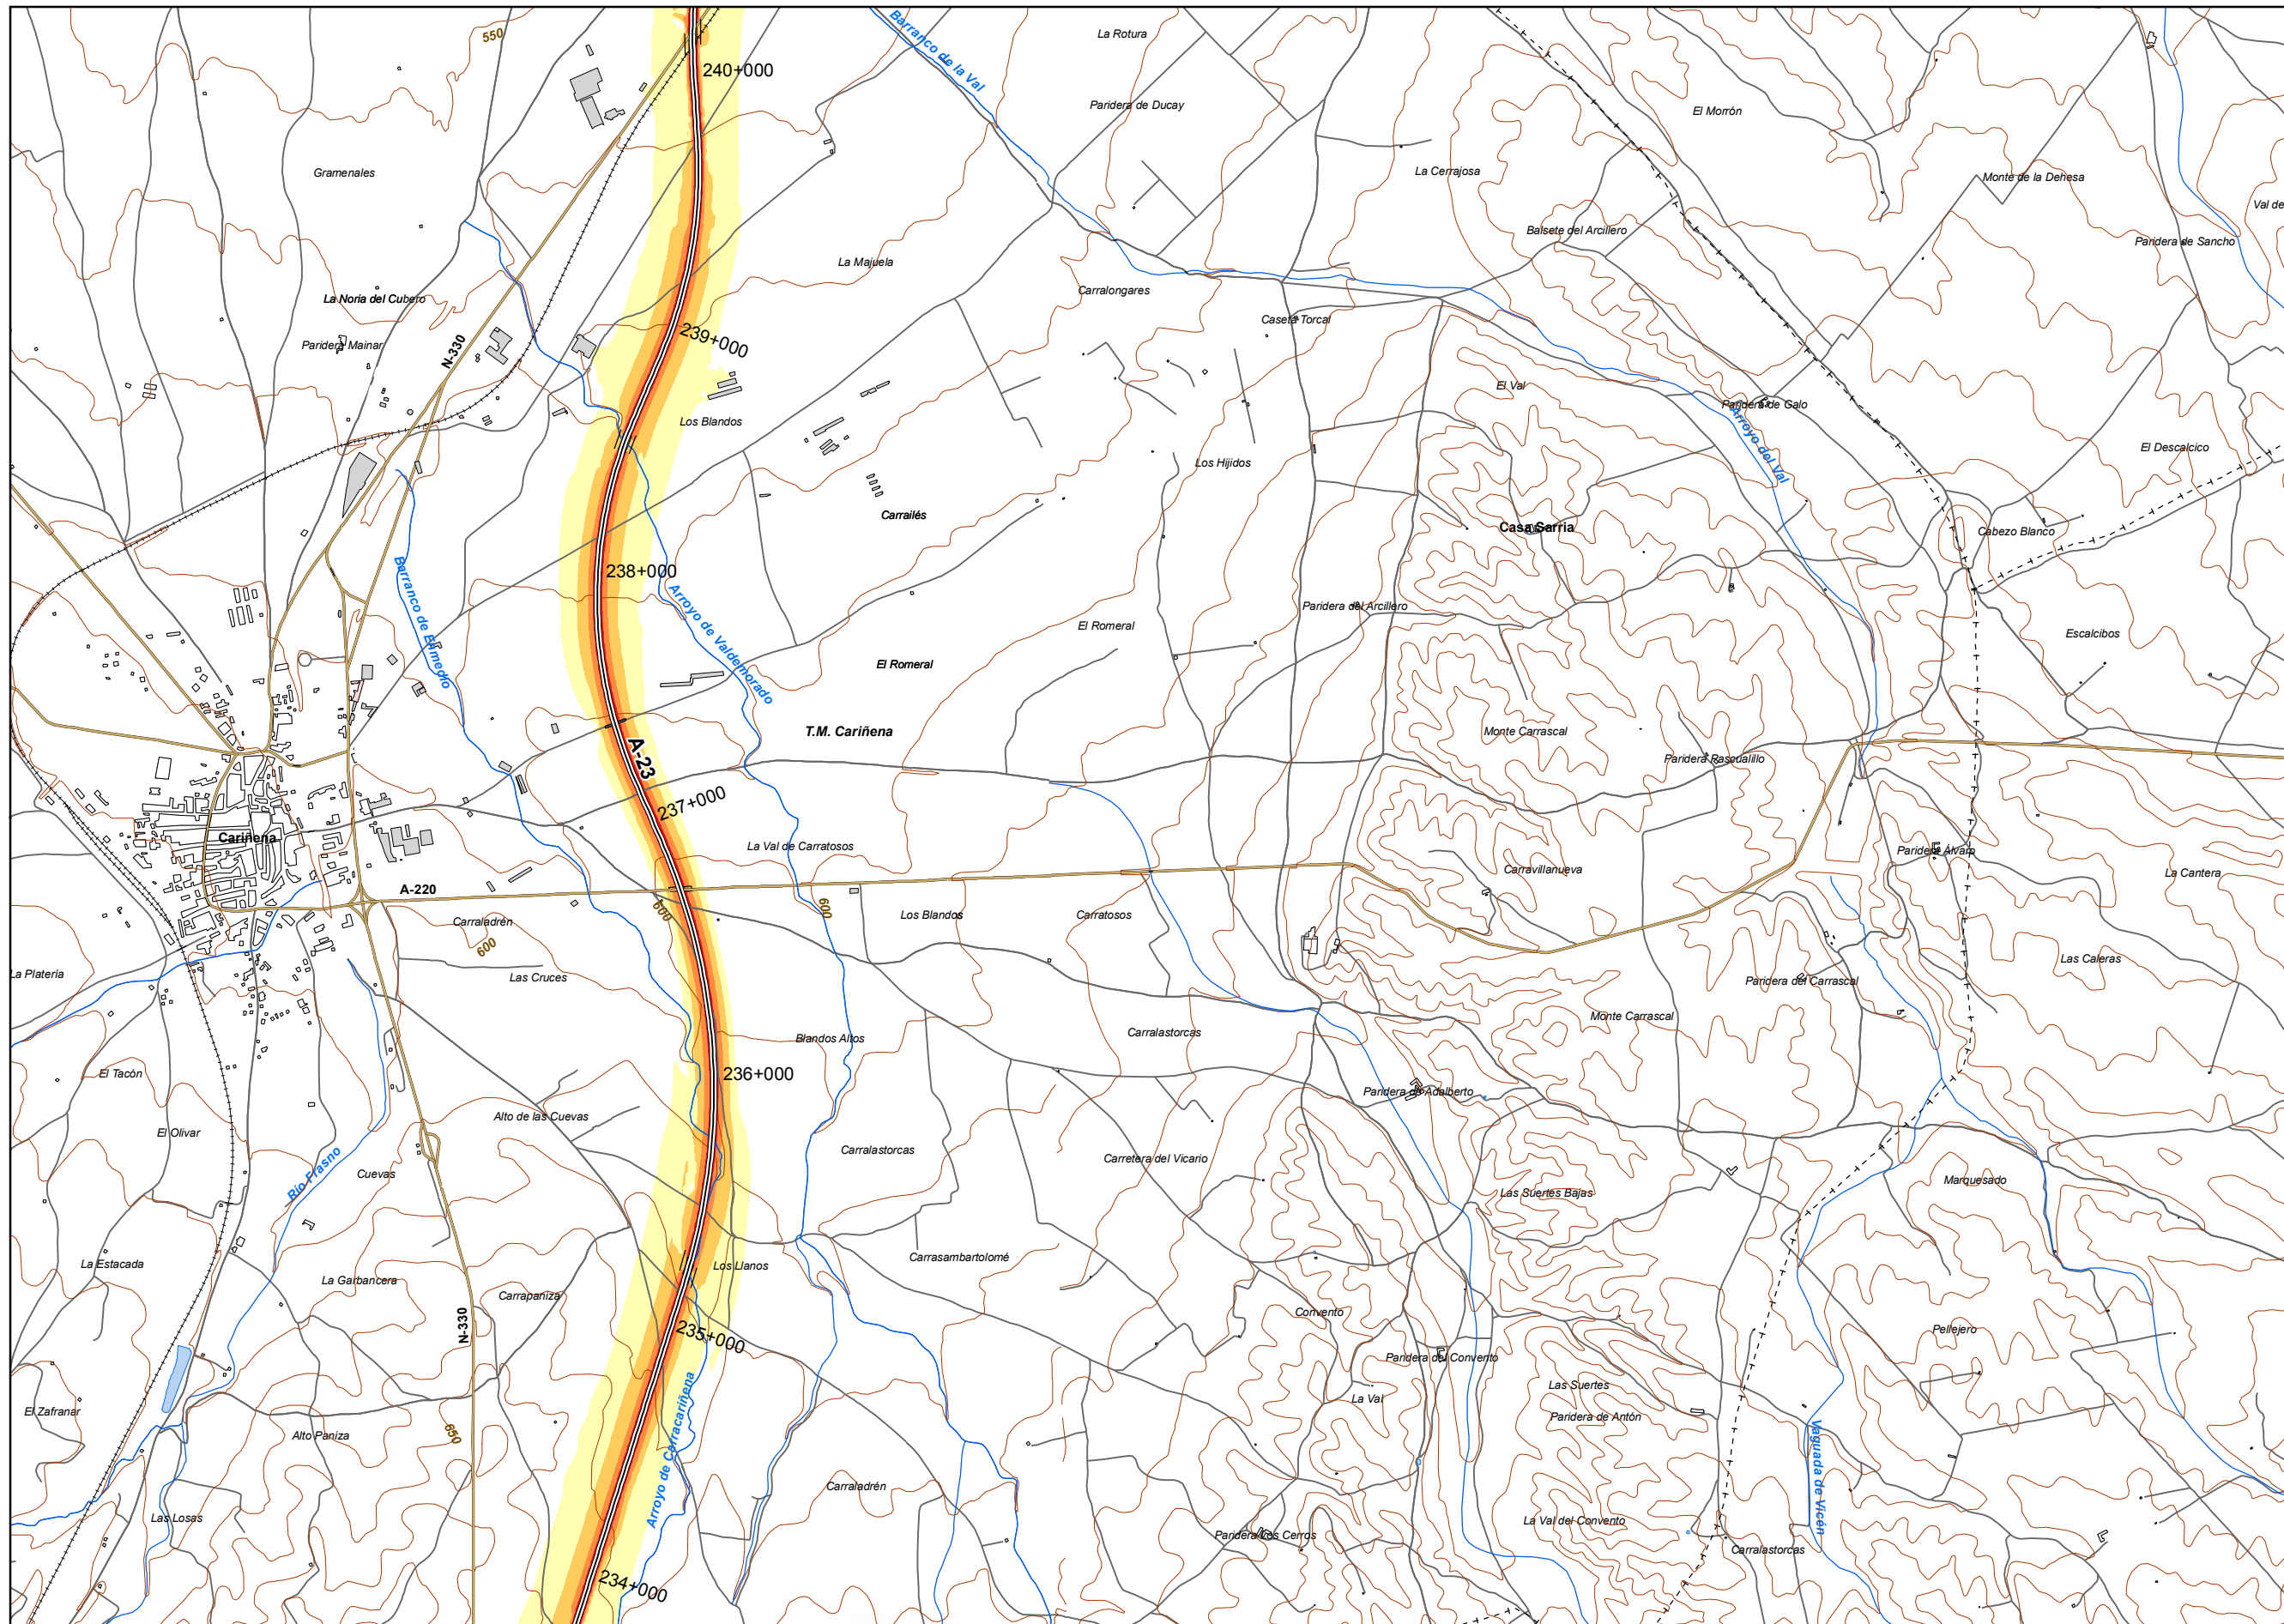 550
Barranco de la Val
La Rotura
240+000
Paridera de Ducay
El Morrón
Gramenales
La Cerrajosa
Monte de la Dehesa
Val de
Balsete del Arcillero
Paridera de Sancho
La Majuela
Carralongares
La Noria del Cubero
Caseta Torcal
239+000
Paridera Mainar
N-330
El Val
Paridera de Galo
Los Blandos
Arroyo del Val
El Descalcico
Los Hijidos
Carrailés
Casa Sarria
Cabezo Blanco
238+000
Barranco de Enmedio
Arroyo de Valdemorado
Paridera del Arcillero
El Romeral
Escalcibos
El Romeral
T.M. Cariñena
Monte Carrascal
A-23
Paridera Pascualillo
237+000
Cariñena
La Val de Carratosos
Paridera Álvaro
Carravillanueva
La Cantera
A-220
600
600
Carraladrén
Los Blandos
Carratosos
600
La Platería
Las Cruces
Las Caleras
Paridera del Carrascal
Monte Carrascal
Blandos Altos
Carralastorcas
El Tacón
236+000
Paridera de Adalberto
Alto de las Cuevas
El Olivar
Carralastorcas
Carretera del Vicario
Río Frasno
Cuevas
Marquesado
Las Suertes Bajas
La Estacada
Los Llanos
Carrasambartolomé
La Garbancera
Carrapaniza
Convento
N-330
235+000
Pellejero
Paridera del Convento
La Val
Las Suertes
El Zafranar
Paridera de Antón
Alto Paniza
650
Arroyo de Carracariñena
Vaguada de Vicén
Carraladrén
Las Losas
La Val del Convento
Paridera Los Cerros
Carralastorcas
234+000